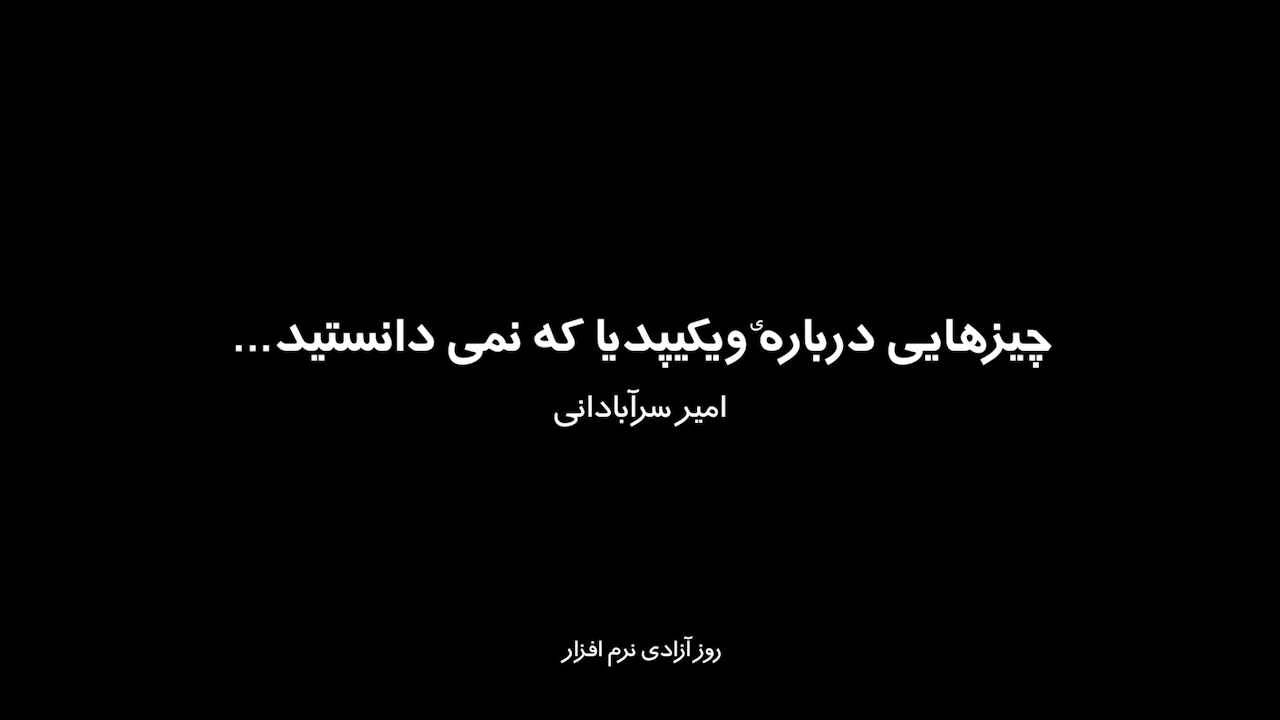 چیزهایی دربارهٔ ویکیپدیا که نمی دانستید...
امیر سرآبادانی
روز آزادی نرم افزار